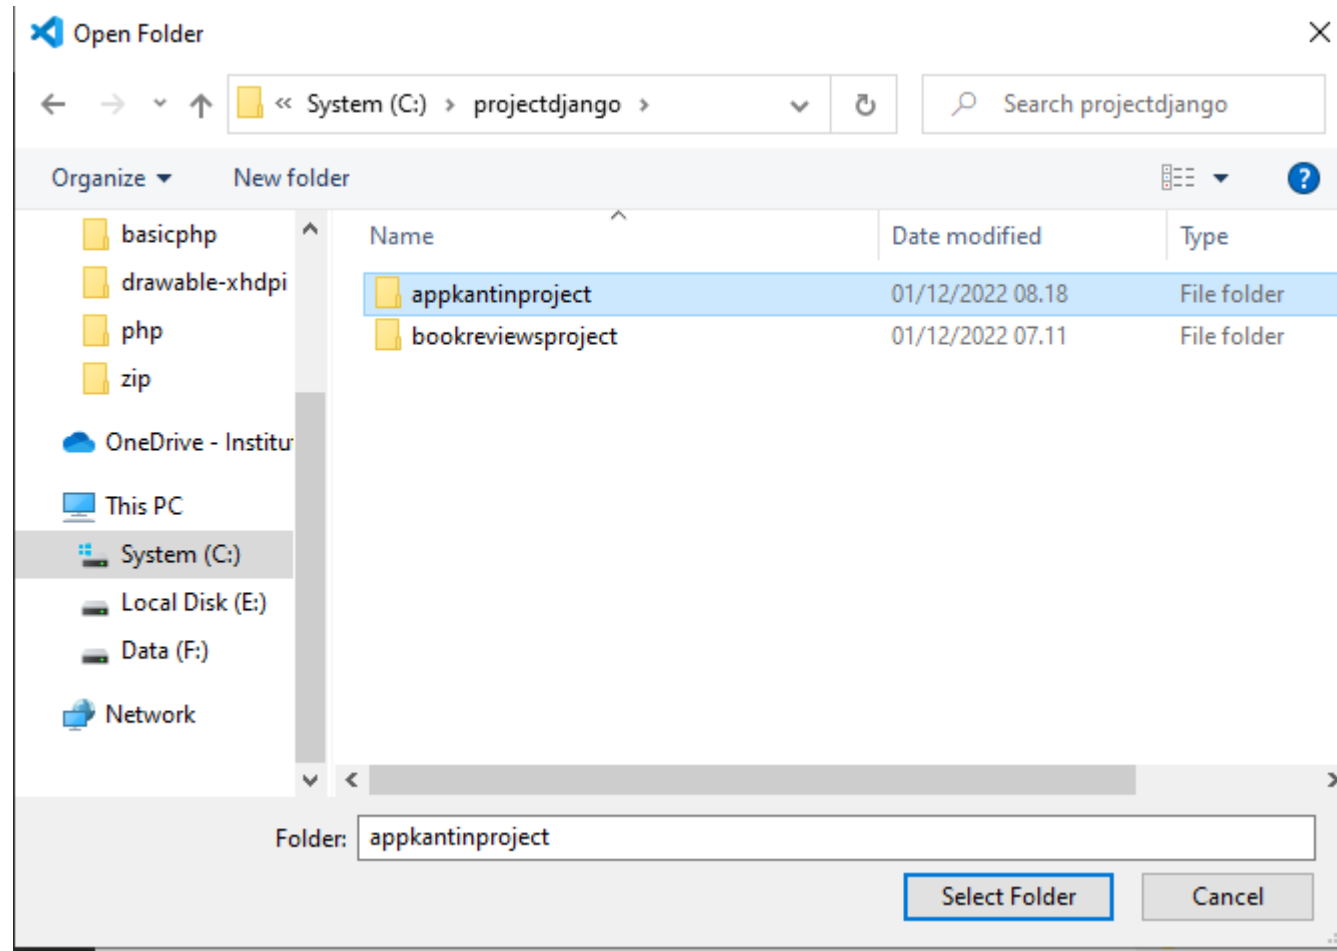 Open Folder
« System (C:) › projectdjango ›
Search projectdjango
Organize
New folder
basicphp
drawable-xhdpi
php
zip
OneDrive - Institu
This PC
System (C:)
Local Disk (E:)
Data (F:)
Network
Name Date modified Type
appkantinproject 01/12/2022 08.18 File folder
bookreviewsproject 01/12/2022 07.11 File folder
Folder: appkantinproject
Select Folder Cancel